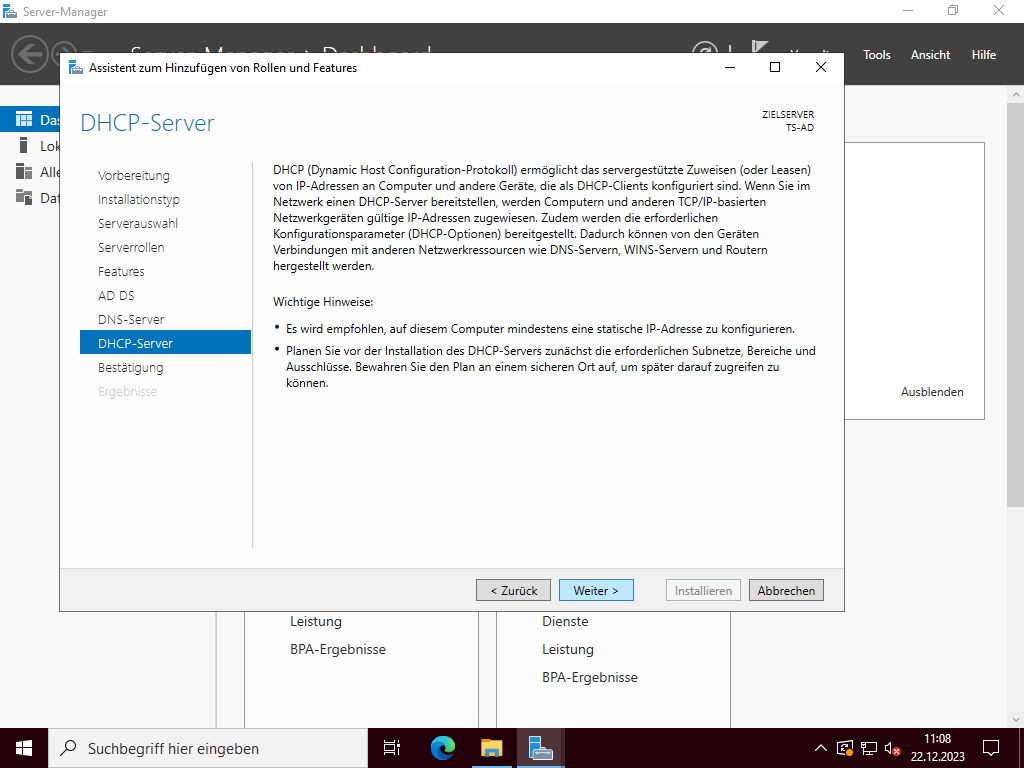 Server-Manager
Tools
Ansicht
Hilfe
Assistent zum Hinzufügen von Rollen und Features
DHCP-Server
ZIELSERVER
TS-AD
Vorbereitung
Installationstyp
Serverauswahl
Serverrollen
Features
AD DS
DNS-Server
DHCP-Server
Bestätigung
Ergebnisse
DHCP (Dynamic Host Configuration-Protokoll) ermöglicht das servergestützte Zuweisen (oder Leasen)
von IP-Adressen an Computer und andere Geräte, die als DHCP-Clients konfiguriert sind. Wenn Sie im
Netzwerk einen DHCP-Server bereitstellen, werden Computern und anderen TCP/IP-basierten
Netzwerkgeräten gültige IP-Adressen zugewiesen. Zudem werden die erforderlichen
Konfigurationsparameter (DHCP-Optionen) bereitgestellt. Dadurch können von den Geräten
Verbindungen mit anderen Netzwerkressourcen wie DNS-Servern, WINS-Servern und Routern
hergestellt werden.
Wichtige Hinweise:
• Es wird empfohlen, auf diesem Computer mindestens eine statische IP-Adresse zu konfigurieren.
• Planen Sie vor der Installation des DHCP-Servers zunächst die erforderlichen Subnetze, Bereiche und
Ausschlüsse. Bewahren Sie den Plan an einem sicheren Ort auf, um später darauf zugreifen zu
können.
Ausblenden
< Zurück
Weiter >
Installieren
Abbrechen
Leistung
BPA-Ergebnisse
Dienste
Leistung
BPA-Ergebnisse
Suchbegriff hier eingeben
11:08
22.12.2023